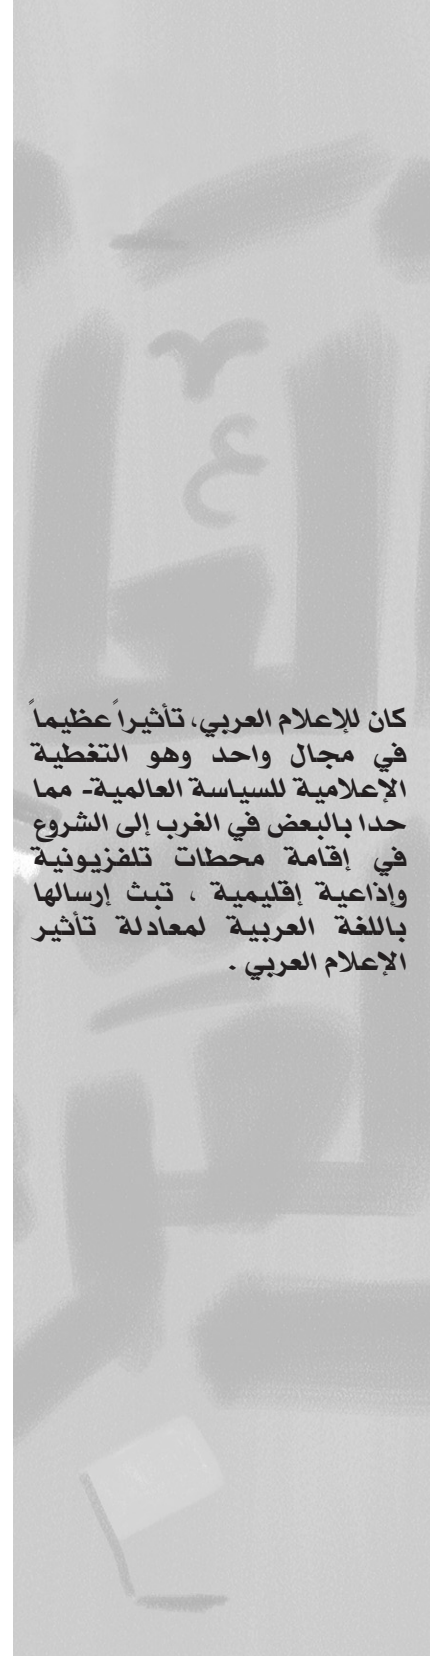 كان للإعلام العربي، تأثيراً عظيماً
في مجال واحد وهو التغطية
الإعلامية للسياسة العالمية- مما
حدا بالبعض في الغرب إلى الشروع
في إقامة محطات تلفزيونية
وإذاعية إقليمية ، تبث إرسالها
باللغة العربية لمعادلة تأثير
الإعلام العربي .